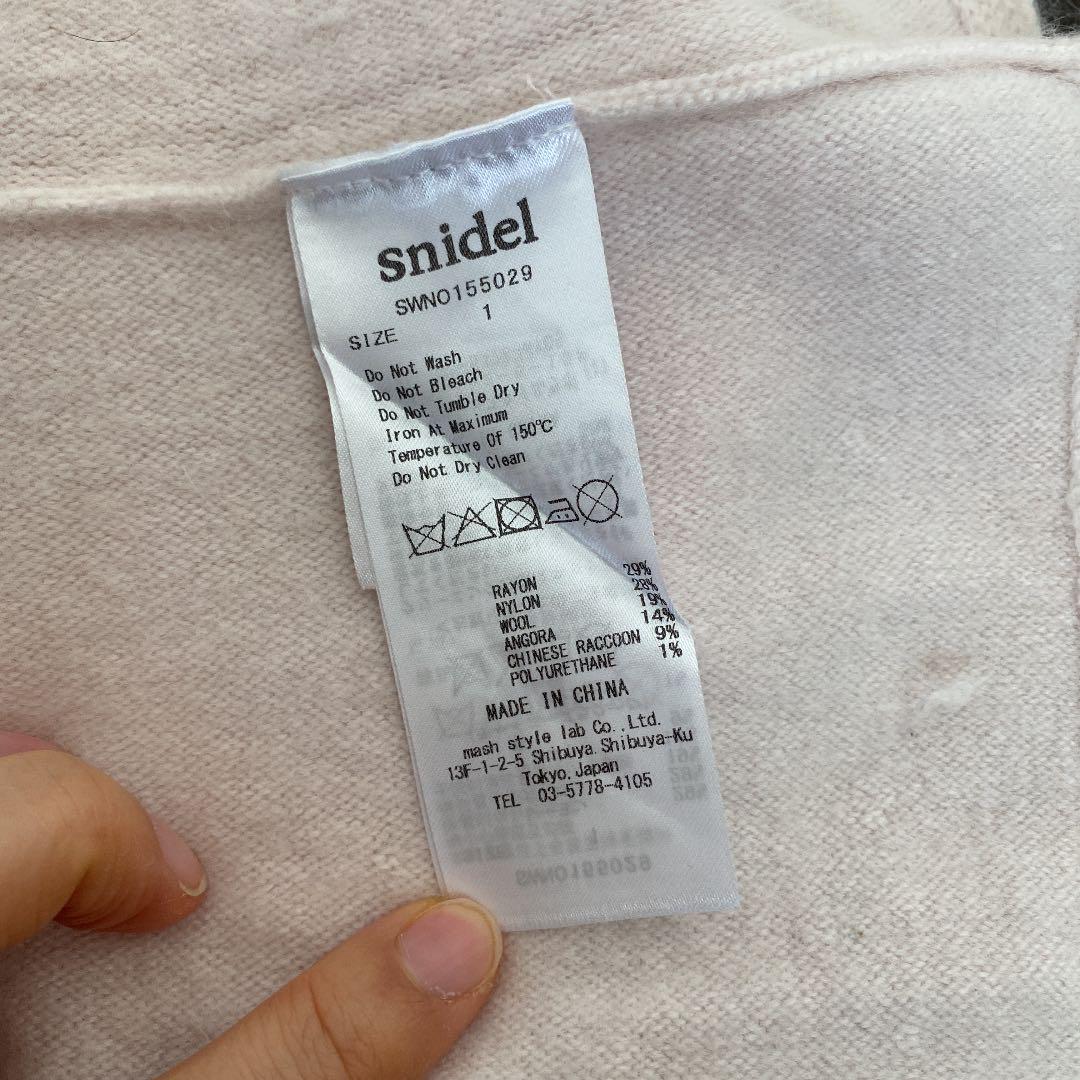 snidel
SWNO155029
SIZE 1
Do Not Wash
Do Not Bleach
Do Not Tumble Dry
Iron At Maximum
Temperature Of 150℃
Do Not Dry Clean
RAYON 29%
NYLON 28%
WOOL 19%
ANGORA 14%
CHINESE RACCOON 9%
POLYURETHANE 1%
MADE IN CHINA
mash style lab Co.,Ltd.
13F-1-2-5 Shibuya.Shibuya-Ku
Tokyo.Japan
TEL 03-5778-4105
SWNO155029